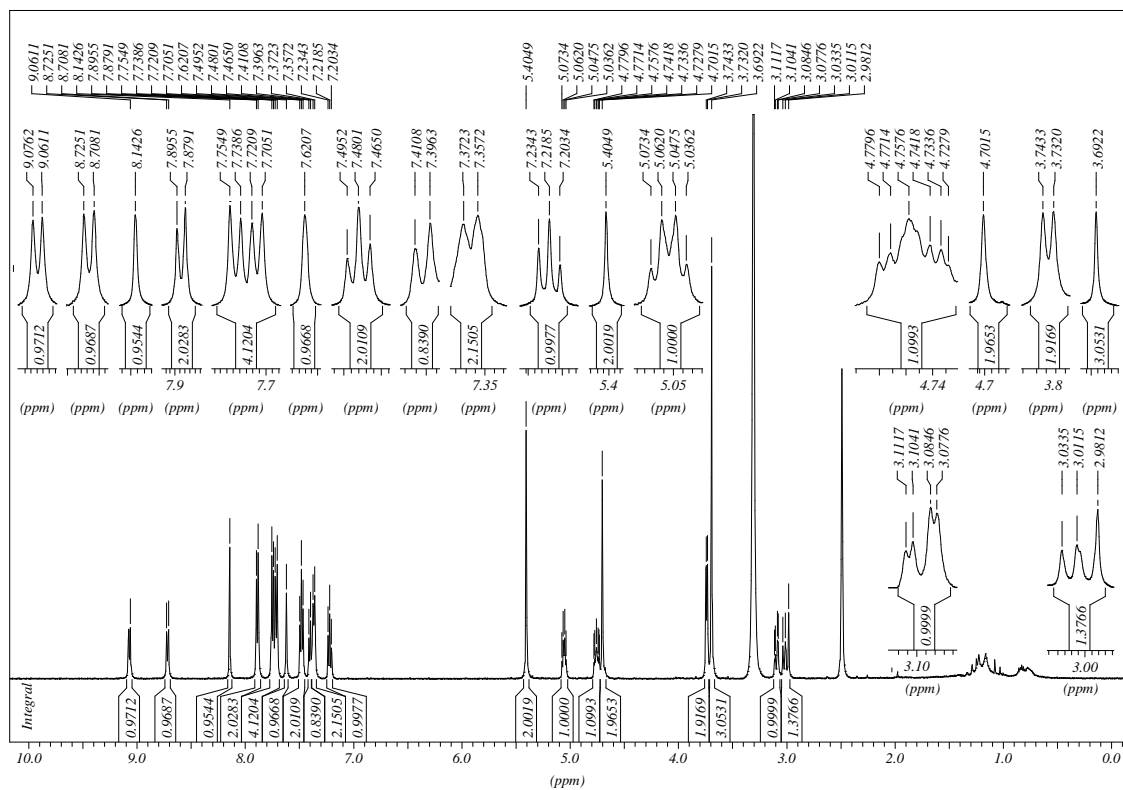 9.0611 8.7251 8.7081 8.1426 7.8955 7.8791 7.7549 7.7386 7.7209 7.7051 7.6207 7.4952 7.4801 7.4650 7.4108 7.3963 7.3723 7.3572 7.2343 7.2185 7.2034 5.4049 5.0734 5.0620 5.0475 5.0362 4.7796 4.7714 4.7576 4.7418 4.7336 4.7279 4.7015 3.7433 3.7320 3.6922 3.1117 3.1041 3.0846 3.0776 3.0335 3.0115 2.9812
9.0762 9.0611 8.7251 8.7081 8.1426 7.8955 7.8791 7.7549 7.7386 7.7209 7.7051 7.6207 7.4952 7.4801 7.4650 7.4108 7.3963 7.3723 7.3572 7.2343 7.2185 7.2034 5.4049 5.0734 5.0620 5.0475 5.0362 4.7796 4.7714 4.7576 4.7418 4.7336 4.7279 4.7015 3.7433 3.7320 3.6922
0.9712 0.9687 0.9544 2.0283 4.1204 0.9668 2.0109 0.8390 2.1505 0.9977 2.0019 1.0000 1.0993 1.9653 1.9169 3.0531
7.9 7.7 7.35 5.4 5.05 4.74 4.7 3.8
(ppm) (ppm) (ppm) (ppm) (ppm) (ppm) (ppm) (ppm) (ppm) (ppm) (ppm) (ppm) (ppm) (ppm) (ppm) (ppm)
3.1117 3.1041 3.0846 3.0776 3.0335 3.0115 2.9812
0.9999 1.3766
3.10 3.00
(ppm) (ppm)
Integral
0.9712 0.9687 0.9544 2.0283 4.1204 0.9668 2.0109 0.8390 2.1505 0.9977 2.0019 1.0000 1.0993 1.9653 1.9169 3.0531 0.9999 1.3766
10.0 9.0 8.0 7.0 6.0 5.0 4.0 3.0 2.0 1.0 0.0
(ppm)